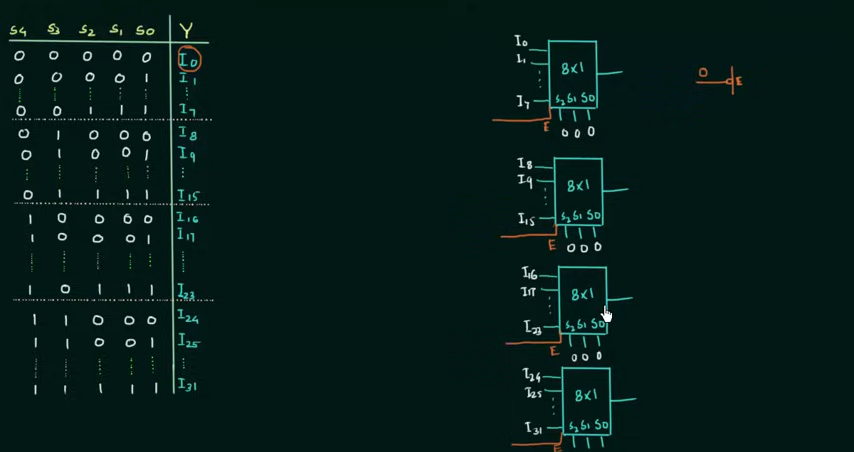 S4 S3 S2 S1 S0 Y
0 0 0 0 0 I0
0 0 0 0 1 I1
0 0 1 1 1 I7
0 1 0 0 0 I8
0 1 0 0 1 I9
0 1 1 1 1 I15
1 0 0 0 0 I16
1 0 0 0 1 I17
1 0 1 1 1 I23
1 1 0 0 0 I24
1 1 0 0 1 I25
1 1 1 1 1 I31
I0
I1
8x1
I7
S2 S1 S0
E
0 0 0
I8
I9
8x1
I15
S2 S1 S0
E
0 0 0
I16
I17
8x1
I23
S2 S1 S0
E
0 0 0
I24
I25
8x1
I31
S2 S1 S0
E
0
E